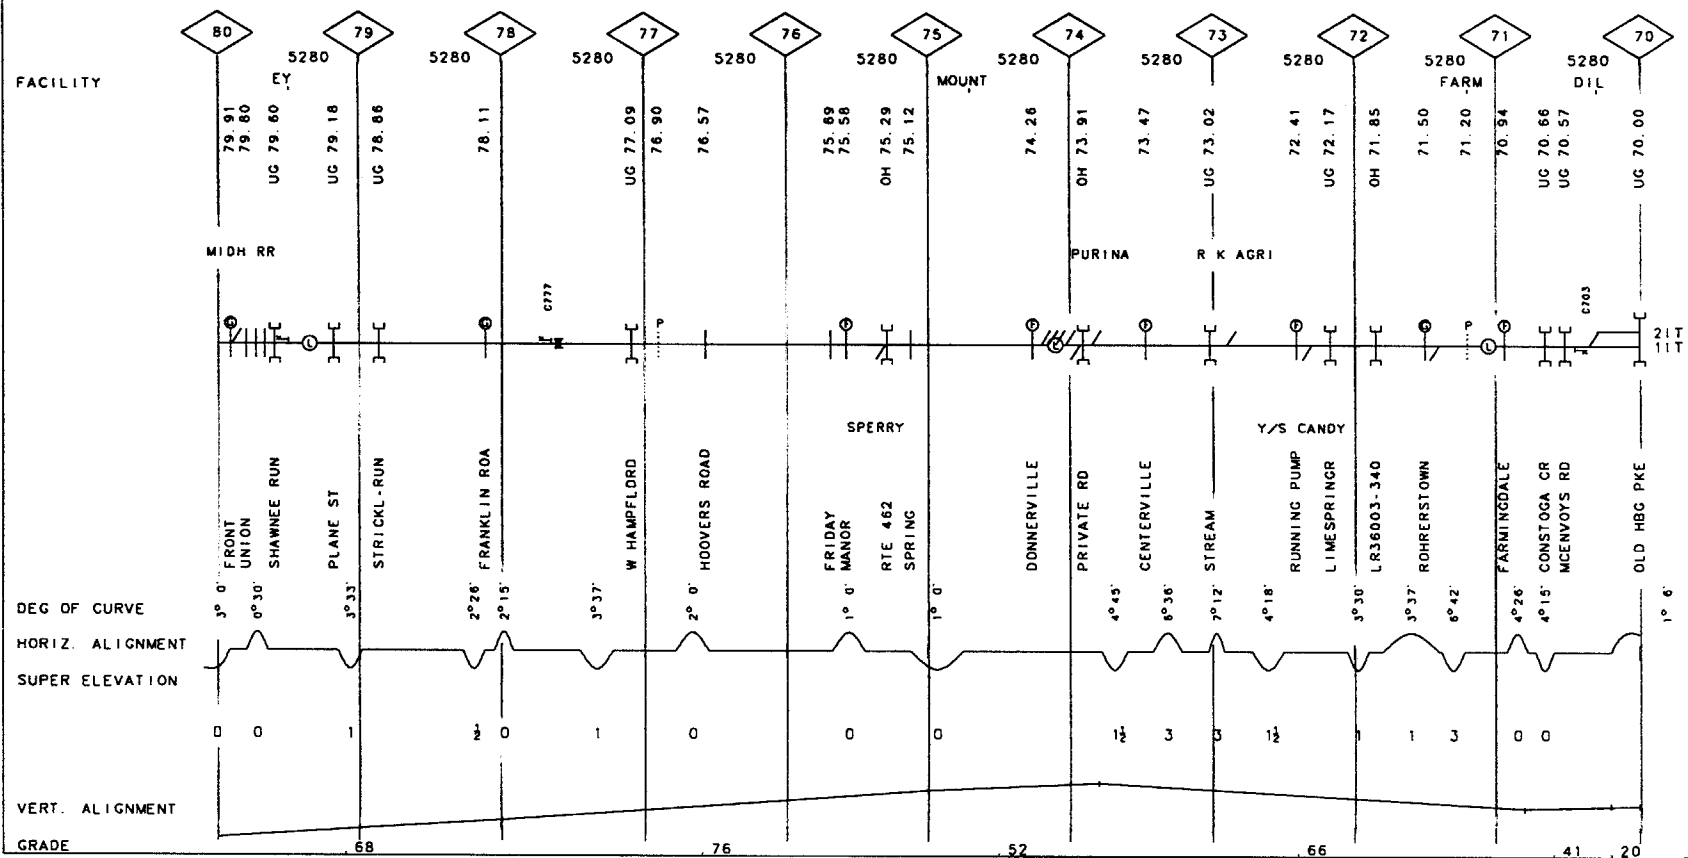 80 79 78 77 76 75 74 73 72 71 70
5280 5280 5280 5280 5280 5280 5280 5280 5280
FACILITY EY MOUNT FARM DIL
79.91
79.80
UG 79.60
UG 79.18
UG 78.86
78.11
UG 77.09
76.90
76.57
75.69
75.58
OH 75.29
75.12
74.26
OH 73.91
73.47
UG 73.02
72.41
UG 72.17
OH 71.85
71.50
71.20
70.94
UG 70.66
UG 70.57
UG 70.00
MIDH RR PURINA R K AGRI
C777
C703
G L G P F F F F G P L F
2IT
1IT
SPERRY Y/S CANDY
FRONT
UNION
SHAWNEE RUN
PLANE ST
STRICKL-RUN
FRANKLIN ROA
W HAMPFLDRD
HOOVERS ROAD
FRIDAY
MANOR
RTE 462
SPRING
DONNERVILLE
PRIVATE RD
CENTERVILLE
STREAM
RUNNING PUMP
LIMESPRINGR
LR36003-340
ROHRERSTOWN
FARMINGDALE
CONSTOGA CR
MCENVOYS RD
OLD HBG PKE
DEG OF CURVE 3° 0' 0°30' 3°33' 2°26' 2°15' 3°37' 2° 0' 1° 0' 1° 0' 4°45' 6°36' 7°12' 4°18' 3°30' 3°37' 6°42' 4°26' 4°15' 1° 6'
HORIZ. ALIGNMENT
SUPER ELEVATION
0 0 1 ½ 0 1 0 0 0 1½ 3 3 1½ 1 1 3 0 0
VERT. ALIGNMENT
GRADE .68 .76 .52 .66 .41 .20